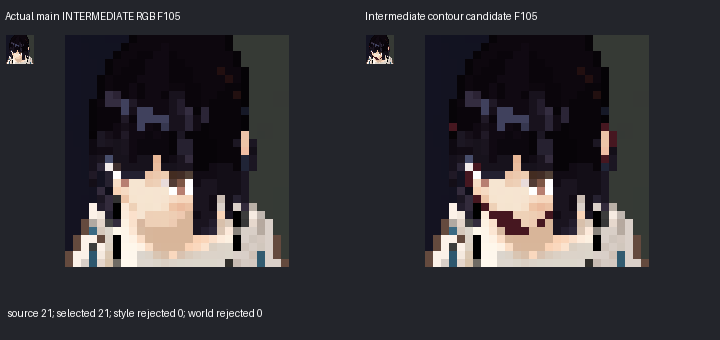 Actual main INTERMEDIATE RGB F105
Intermediate contour candidate F105
source 21; selected 21; style rejected 0; world rejected 0